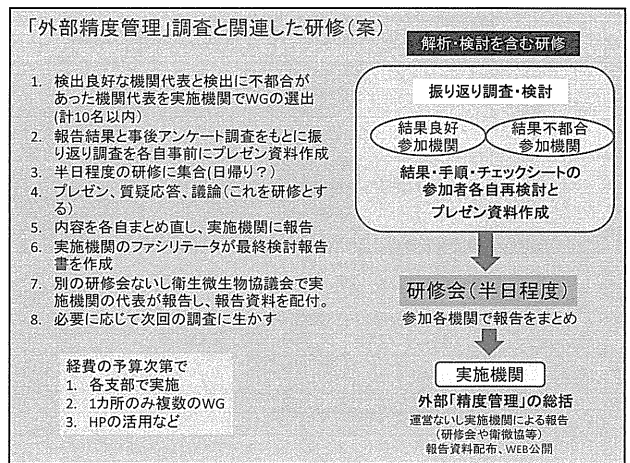 「外部精度管理」調査と関連した研修(案)
1. 検出良好な機関代表と検出に不都合が
あった機関代表を実施機関でWGの選出
(計10名以内)
2. 報告結果と事後アンケート調査をもとに振
り返り調査を各自事前にプレゼン資料作成
3. 半日程度の研修に集合(日帰り?)
4. プレゼン、質疑応答、議論(これを研修とす
る)
5. 内容を各自まとめ直し、実施機関に報告
6. 実施機関のファシリテータが最終検討報告
書を作成
7. 別の研修会ないし衛生微生物協議会で実
施機関の代表が報告し、報告資料を配付。
8. 必要に応じて次回の調査に生かす
経費の予算次第で
1. 各支部で実施
2. 1カ所のみ複数のWG
3. HPの活用など
解析・検討を含む研修
振り返り調査・検討
結果良好
参加機関
結果不都合
参加機関
結果・手順・チェックシートの
参加者各自再検討と
プレゼン資料作成
研修会(半日程度)
参加各機関で報告をまとめ
実施機関
外部「精度管理」の総括
運営ないし実施機関による報告
(研修会や衛微協等)
報告資料配布、WEB公開